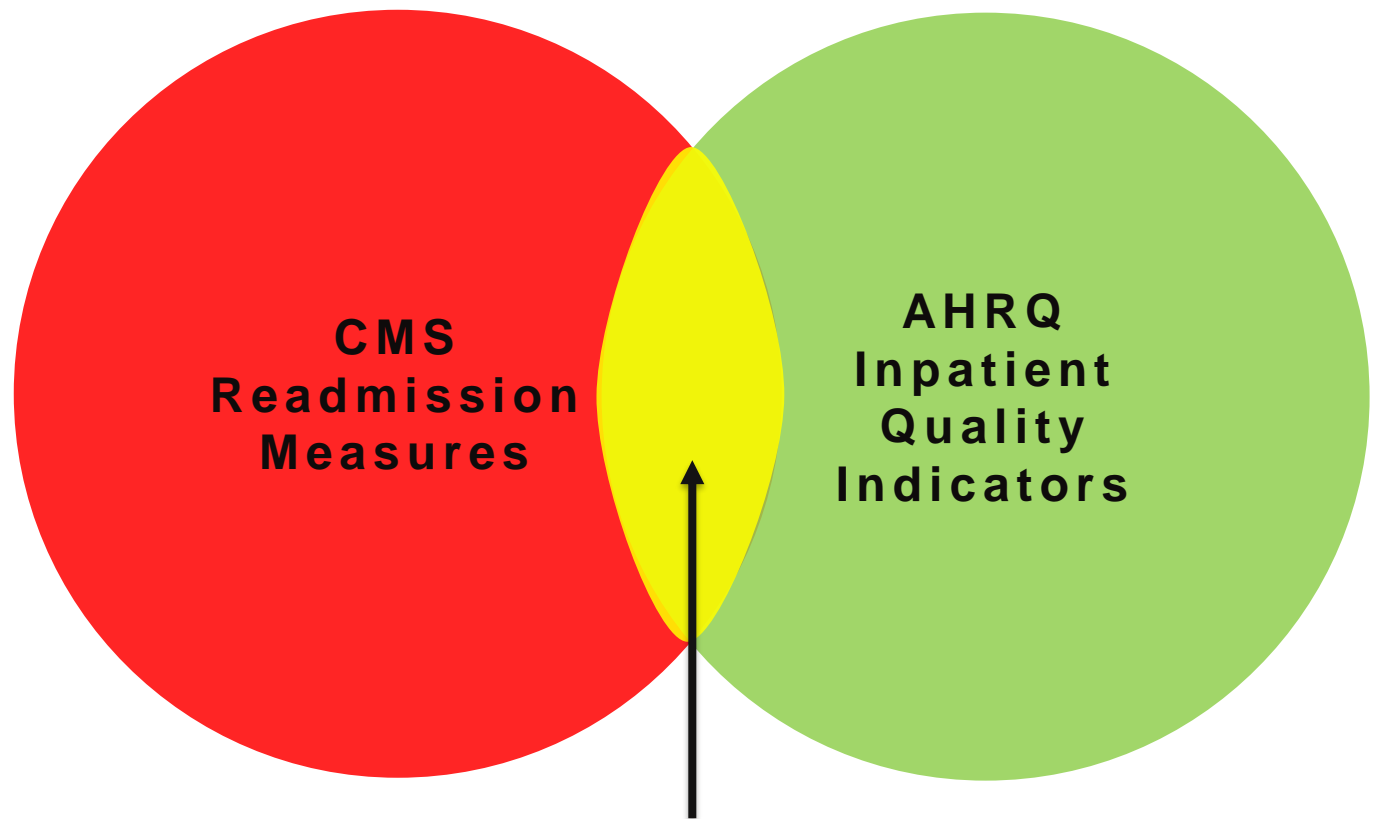 CMS
Readmission
Measures
AHRQ
Inpatient
Quality
Indicators